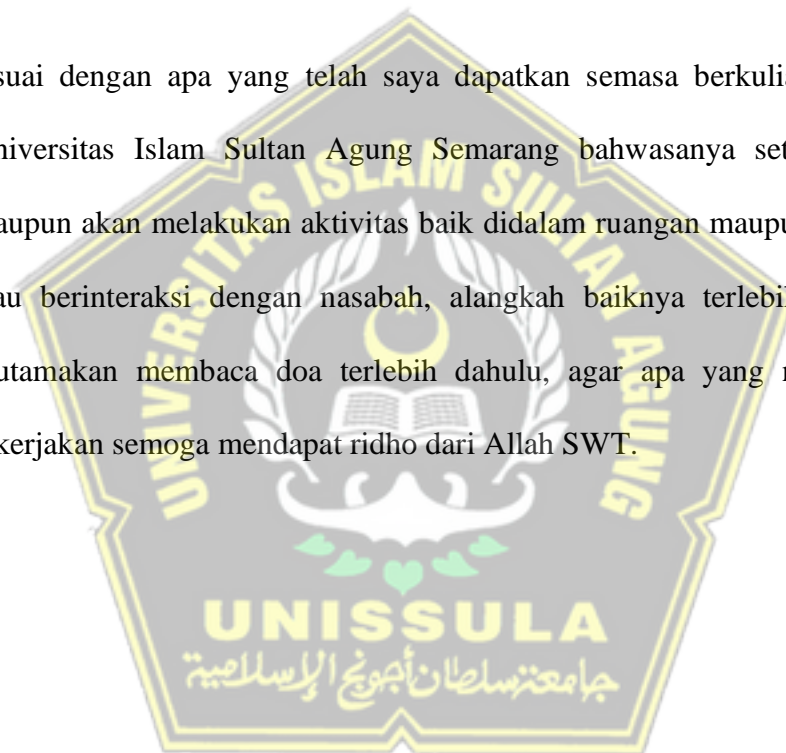 suai dengan apa yang telah saya dapatkan semasa berkulia
niversitas Islam Sultan Agung Semarang bahwasanya set
aupun akan melakukan aktivitas baik didalam ruangan maupu
au berinteraksi dengan nasabah, alangkah baiknya terlebih
utamakan membaca doa terlebih dahulu, agar apa yang
kerjakan semoga mendapat ridho dari Allah SWT.
UNIVERSITAS ISLAM SULTAN AGUNG
UNISSULA
جامعة سلطان أجونج الإسلامية